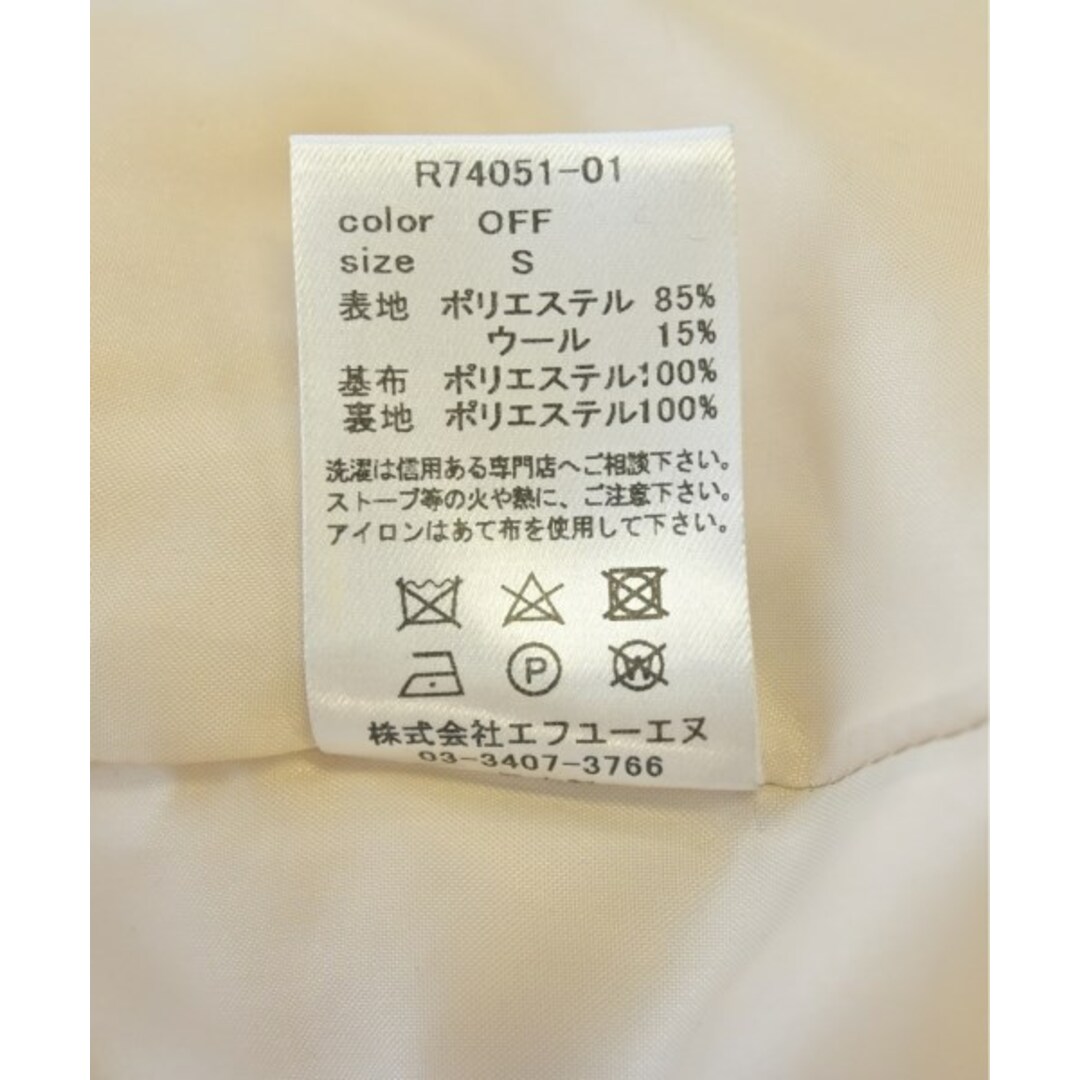 R74051-01
color OFF
size S
表地 ポリエステル 85%
ウール 15%
基布 ポリエステル100%
裏地 ポリエステル100%
洗濯は信用ある専門店へご相談下さい。
ストーブ等の火や熱に、ご注意下さい。
アイロンはあて布を使用して下さい。
P W
株式会社エフユーエヌ
03-3407-3766